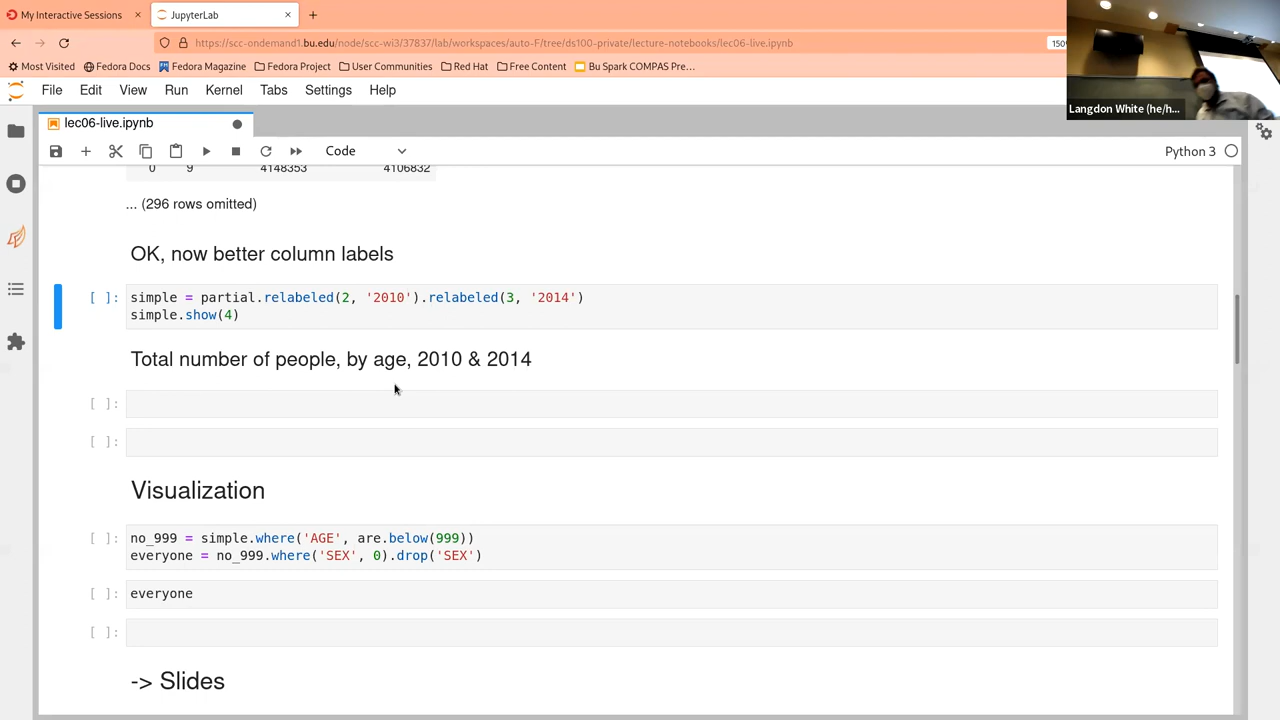 My Interactive Sessions
JupyterLab
https://scc-ondemand1.bu.edu/node/scc-wi3/37837/lab/workspaces/auto-F/tree/ds100-private/lecture-notebooks/lec06-live.ipynb
Most Visited
Fedora Docs
Fedora Magazine
Fedora Project
User Communities
Red Hat
Free Content
Bu Spark COMPAS Pre…
Langdon White (he/h...
File
Edit
View
Run
Kernel
Tabs
Settings
Help
lec06-live.ipynb
Code
Python 3
0 9 4148353 4106832
... (296 rows omitted)
OK, now better column labels
[ ]: simple = partial.relabeled(2, '2010').relabeled(3, '2014')
simple.show(4)
Total number of people, by age, 2010 & 2014
[ ]:
[ ]:
Visualization
[ ]: no_999 = simple.where('AGE', are.below(999))
everyone = no_999.where('SEX', 0).drop('SEX')
[ ]: everyone
[ ]:
-> Slides